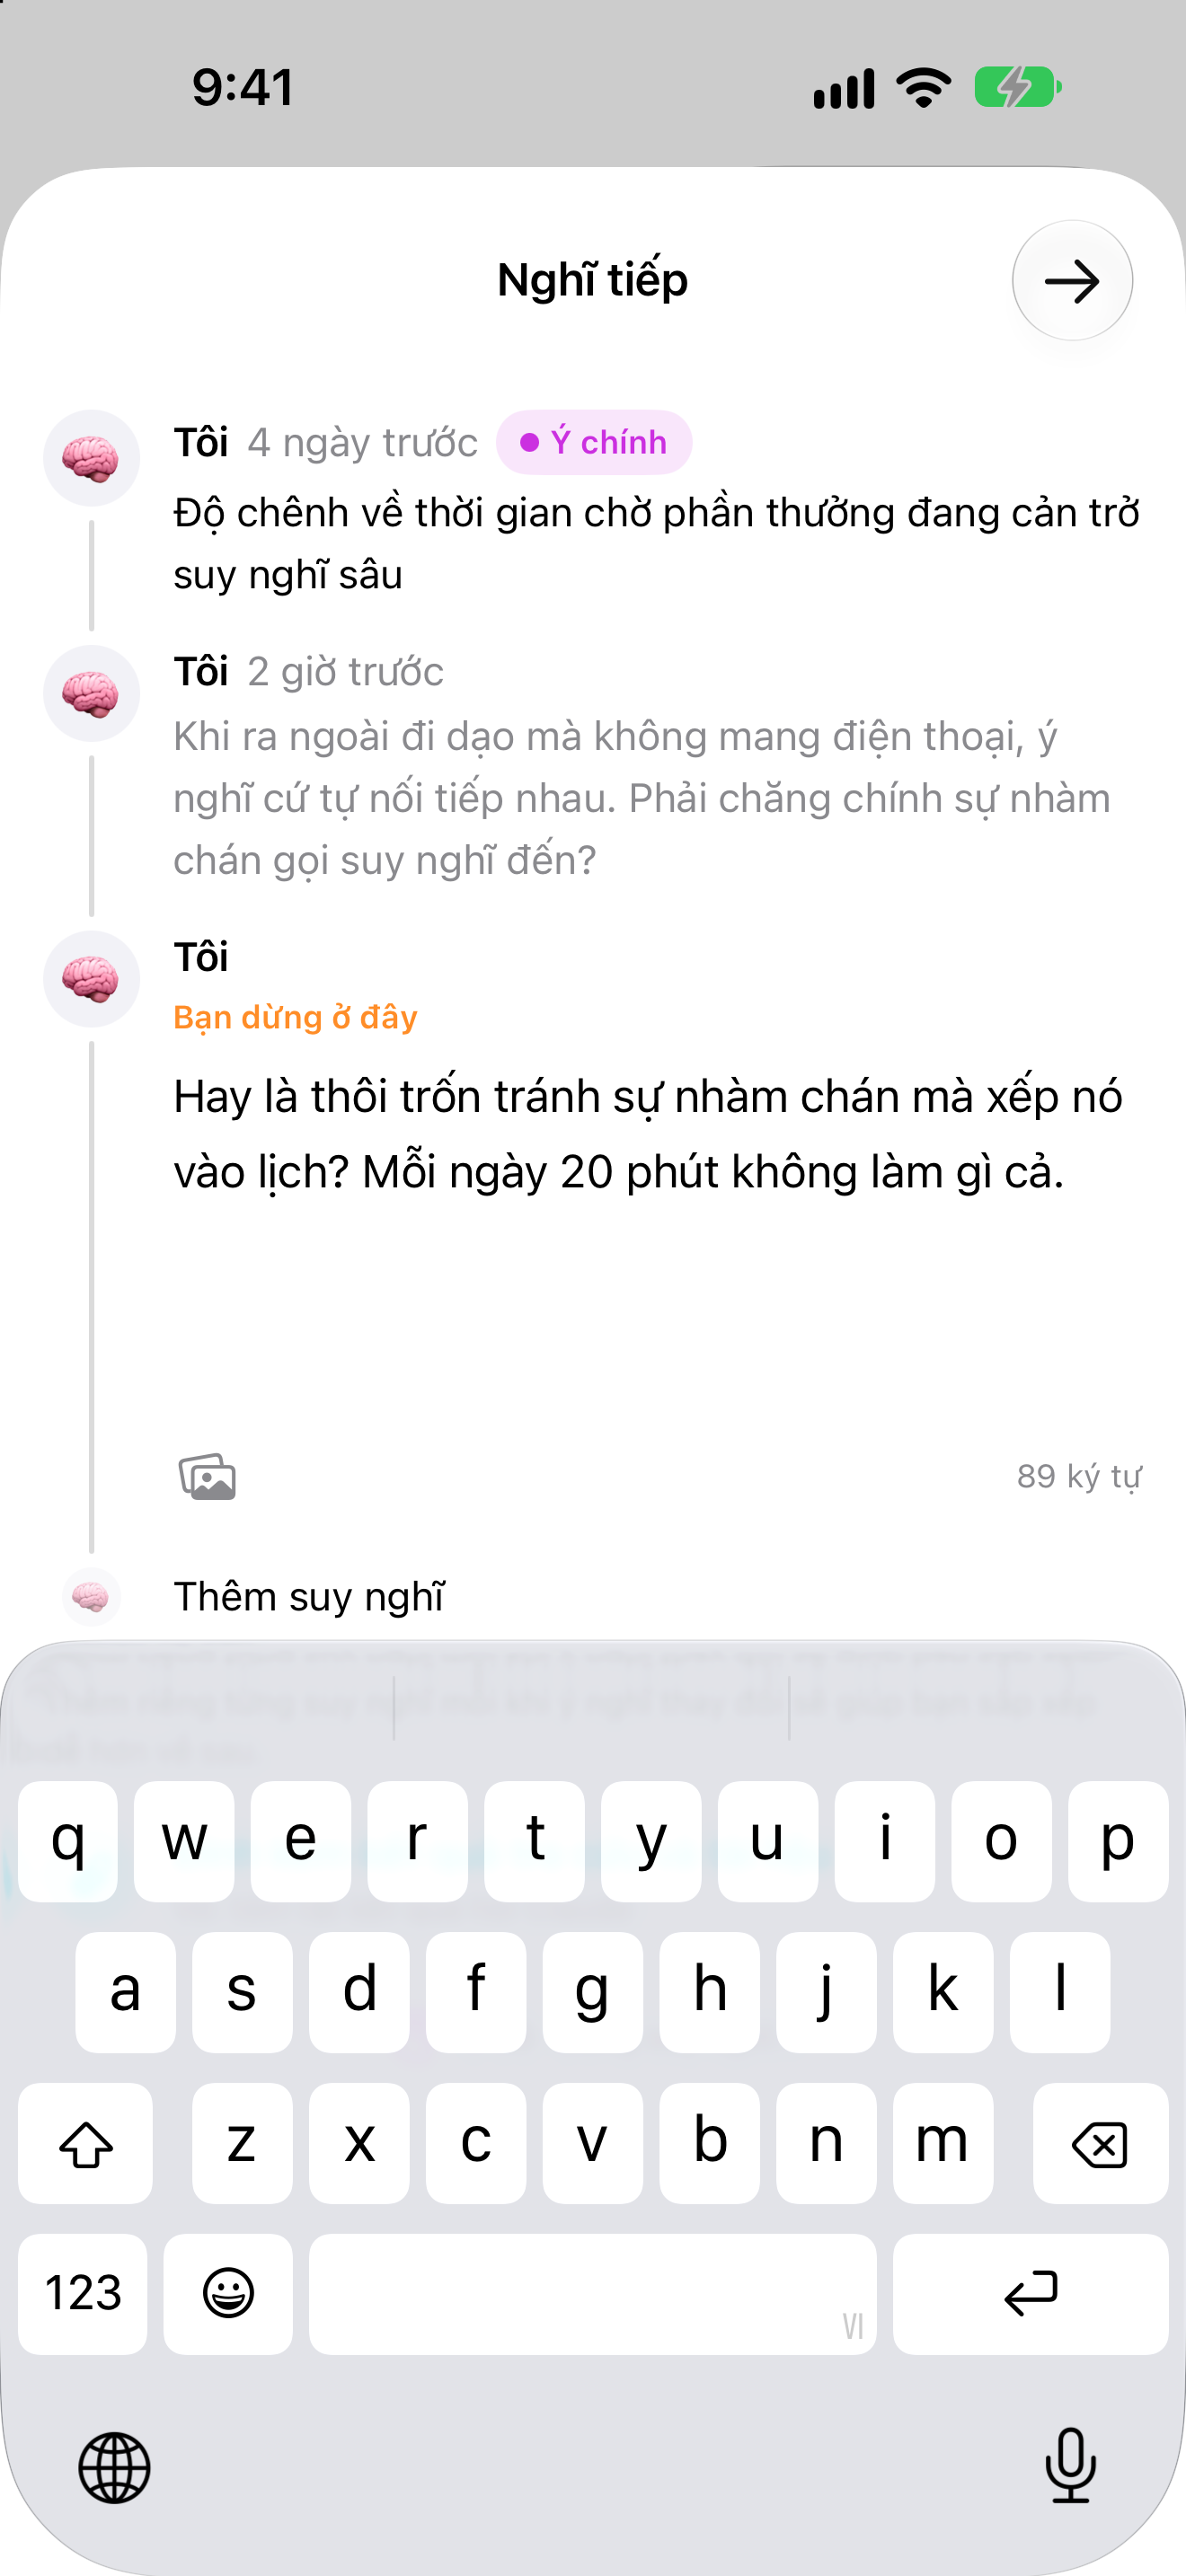 9:41
Nghĩ tiếp
Tôi 4 ngày trước Ý chính
Độ chênh về thời gian chờ phần thưởng đang cản trở
suy nghĩ sâu
Tôi 2 giờ trước
Khi ra ngoài đi dạo mà không mang điện thoại, ý
nghĩ cứ tự nối tiếp nhau. Phải chăng chính sự nhàm
chán gọi suy nghĩ đến?
Tôi
Bạn dừng ở đây
Hay là thôi trốn tránh sự nhàm chán mà xếp nó
vào lịch? Mỗi ngày 20 phút không làm gì cả.
89 ký tự
Thêm suy nghĩ
q w e r t y u i o p
a s d f g h j k l
z x c v b n m
123
VI